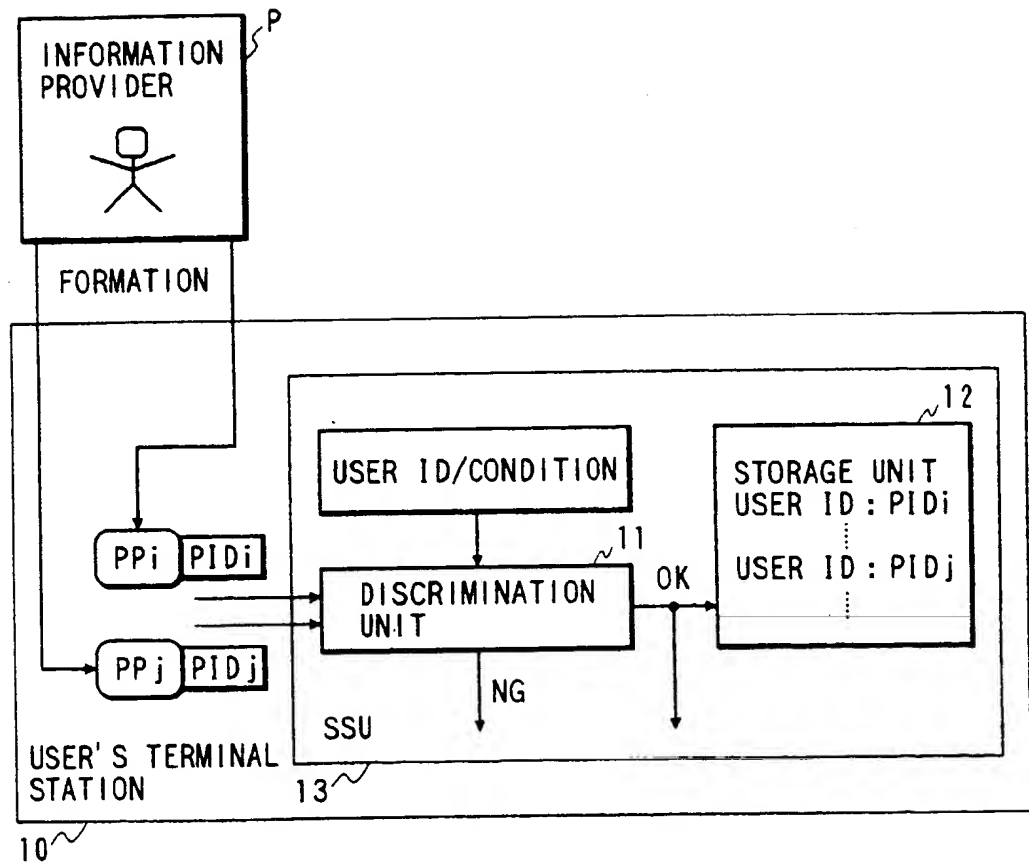 P
INFORMATION
PROVIDER
FORMATION
12
USER ID/CONDITION
STORAGE UNIT
USER ID : PIDi
USER ID : PIDj
11
PPi PIDi
DISCRIMINATION
UNIT
OK
PPj PIDj
NG
SSU
USER'S TERMINAL
STATION
13
10